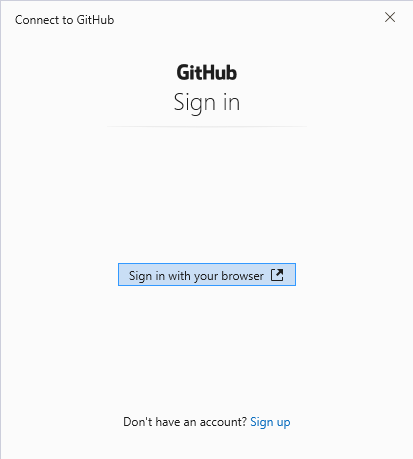 Connect to GitHub
GitHub
Sign in
Sign in with your browser
Don't have an account? Sign up